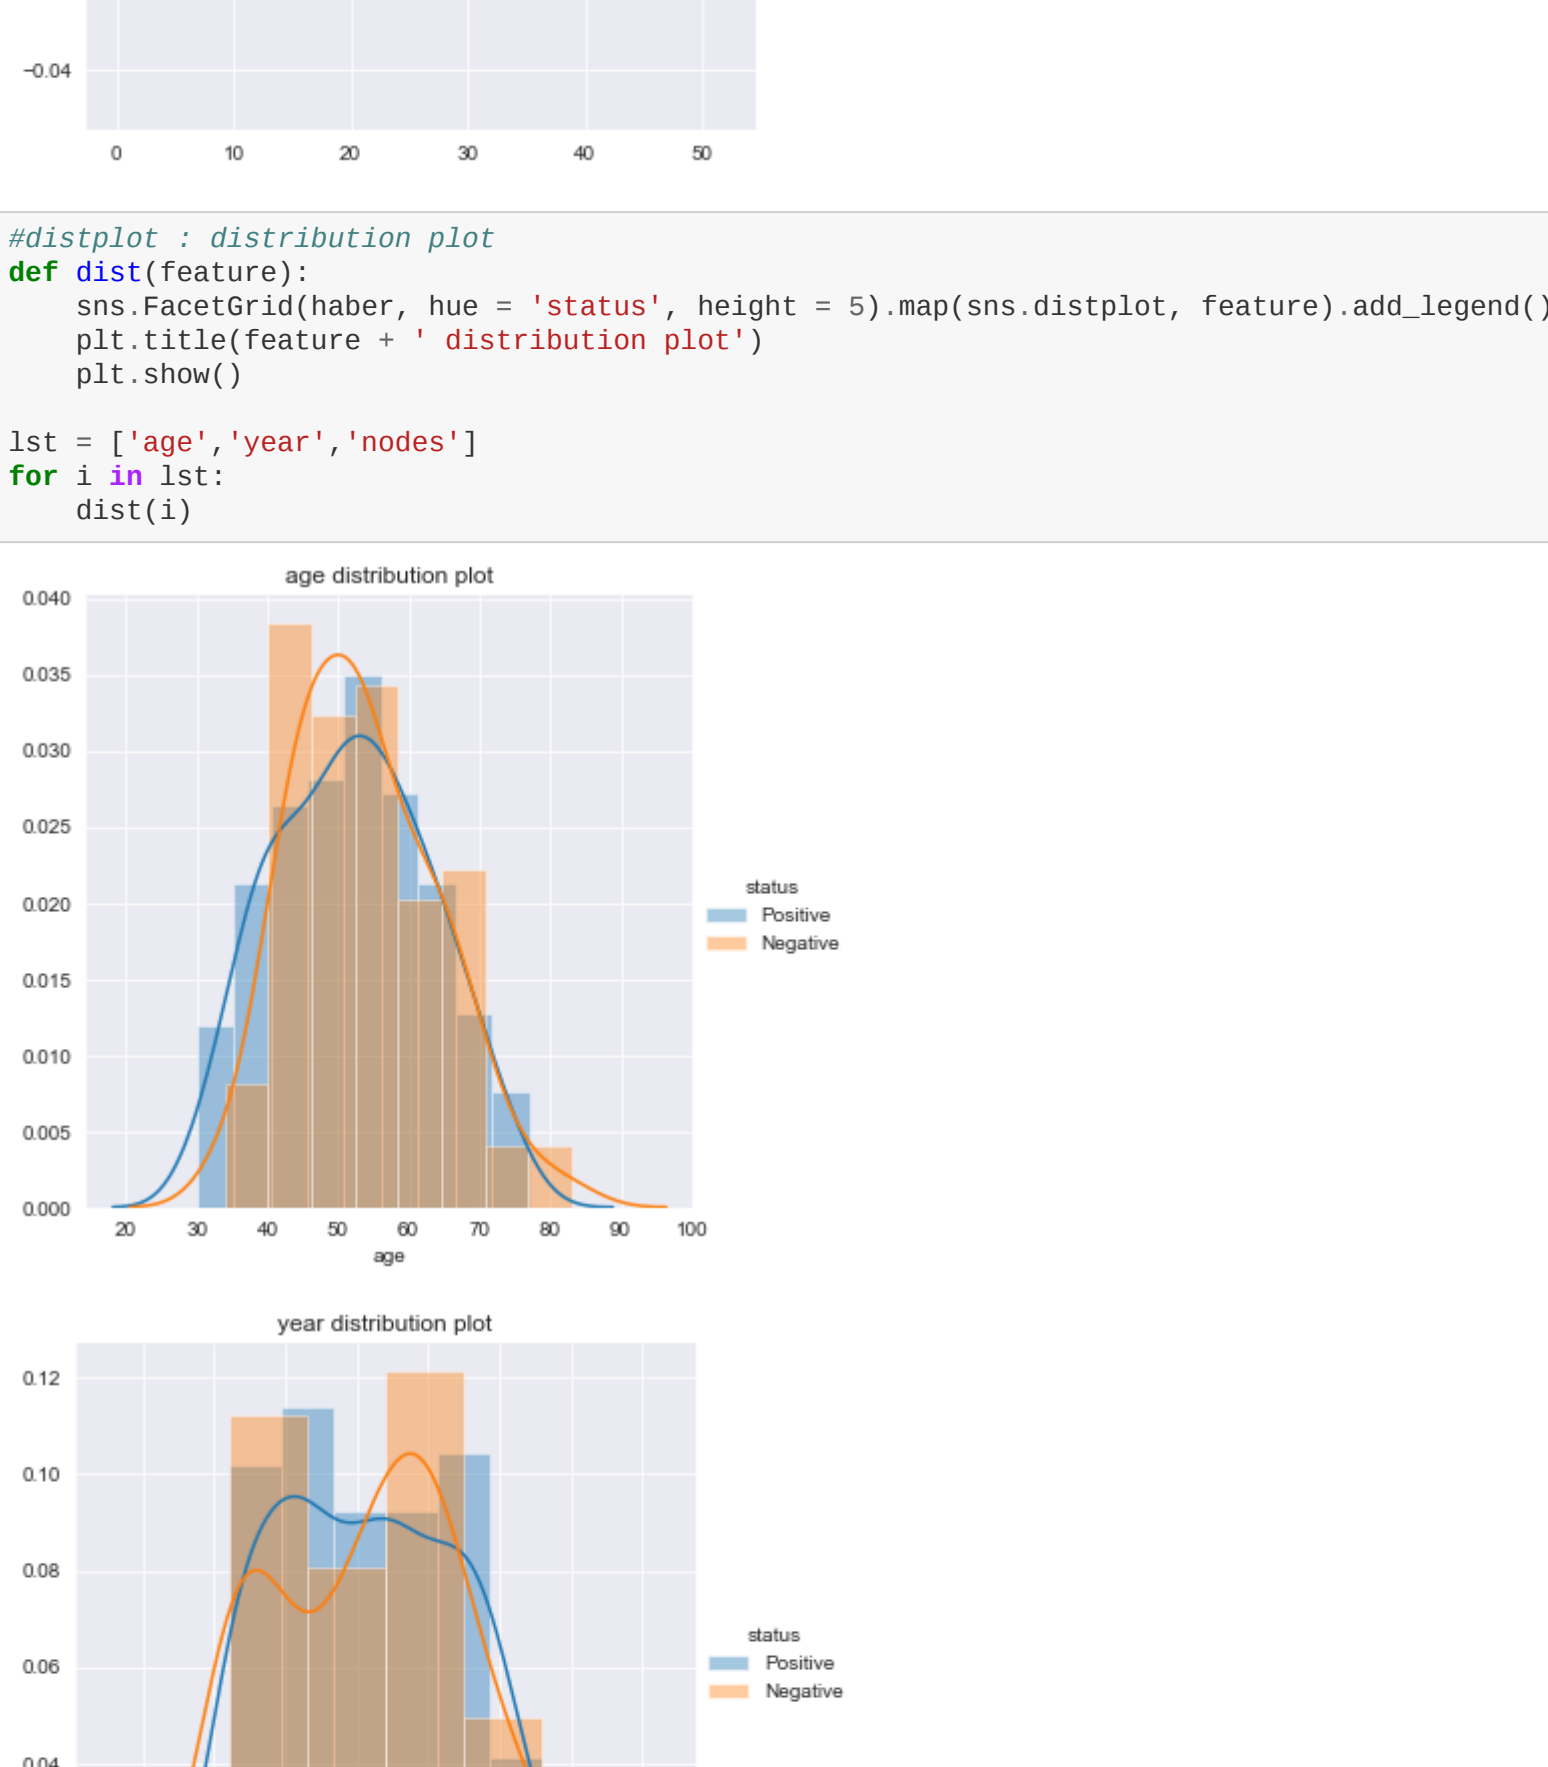 −0.04
0 10 20 30 40 50
#distplot : distribution plot
def dist(feature):
    sns.FacetGrid(haber, hue = 'status', height = 5).map(sns.distplot, feature).add_legend()
    plt.title(feature + ' distribution plot')
    plt.show()
lst = ['age','year','nodes']
for i in lst:
    dist(i)
age distribution plot
0.040
0.035
0.030
0.025
0.020
0.015
0.010
0.005
0.000
20 30 40 50 60 70 80 90 100
age
status
Positive
Negative
year distribution plot
0.12
0.10
0.08
0.06
0.04
status
Positive
Negative